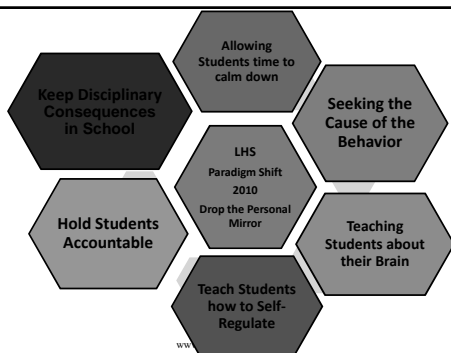 Allowing
Students time to
calm down
Keep Disciplinary
Consequences
in School
Seeking the
Cause of the
Behavior
LHS
Paradigm Shift
2010
Drop the Personal
Mirror
Hold Students
Accountable
Teaching
Students about
their Brain
Teach Students
how to Self-
Regulate